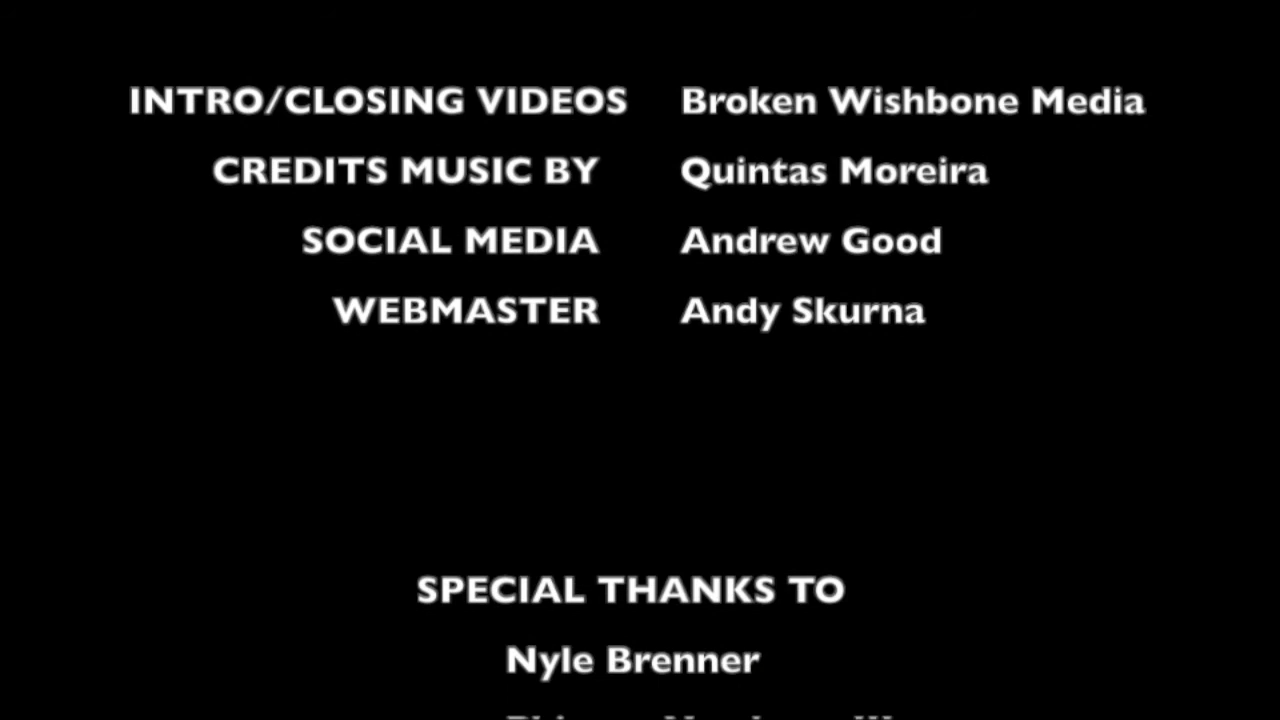 INTRO/CLOSING VIDEOS Broken Wishbone Media
CREDITS MUSIC BY Quintas Moreira
SOCIAL MEDIA Andrew Good
WEBMASTER Andy Skurna
SPECIAL THANKS TO
Nyle Brenner